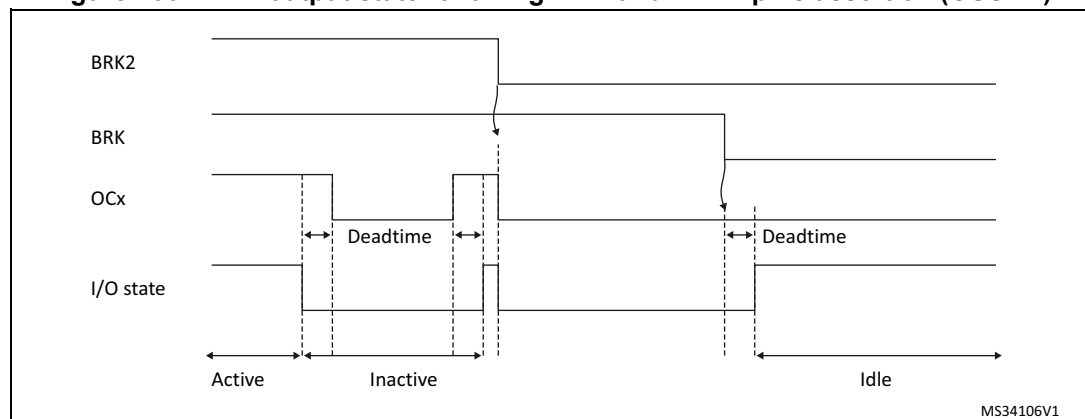 BRK2
BRK
OCx
Deadtime
Deadtime
I/O state
Active
Inactive
Idle
MS34106V1